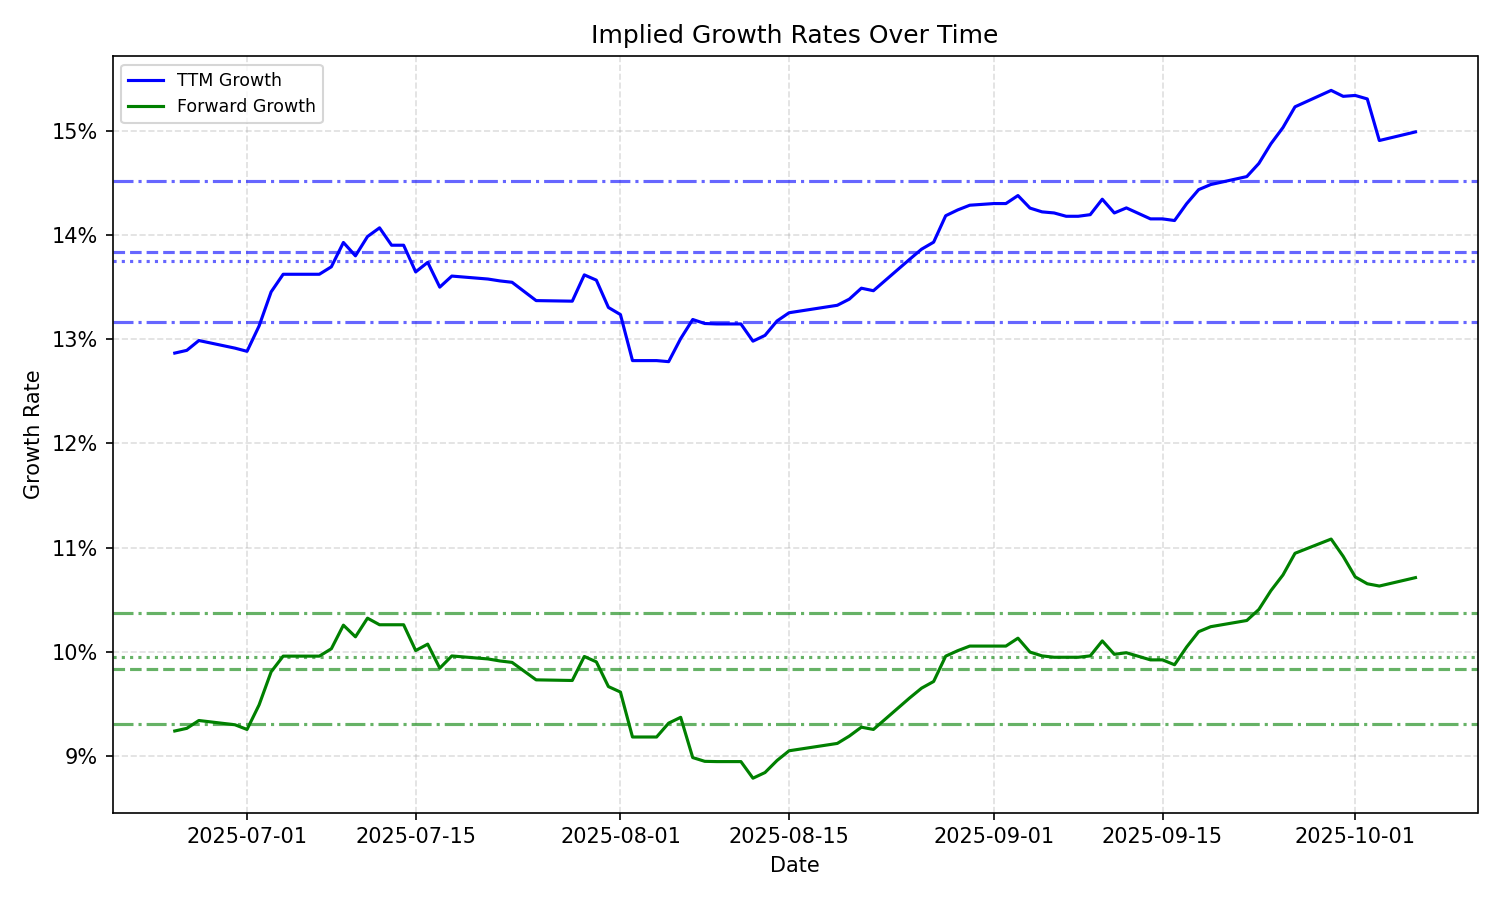 Implied Growth Rates Over Time
TTM Growth
Forward Growth
15%
14%
13%
12%
11%
10%
9%
Growth Rate
2025-07-01
2025-07-15
2025-08-01
2025-08-15
2025-09-01
2025-09-15
2025-10-01
Date